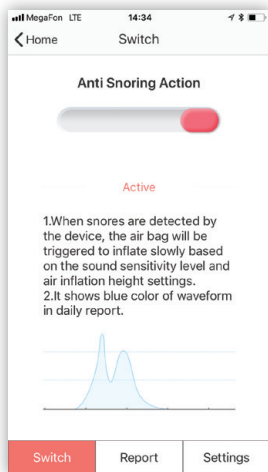 MegaFon LTE 14:34
Home Switch
Anti Snoring Action
Active
1.When snores are detected by
the device, the air bag will be
triggered to inflate slowly based
on the sound sensitivity level and
air inflation height settings.
2.It shows blue color of waveform
in daily report.
Switch Report Settings